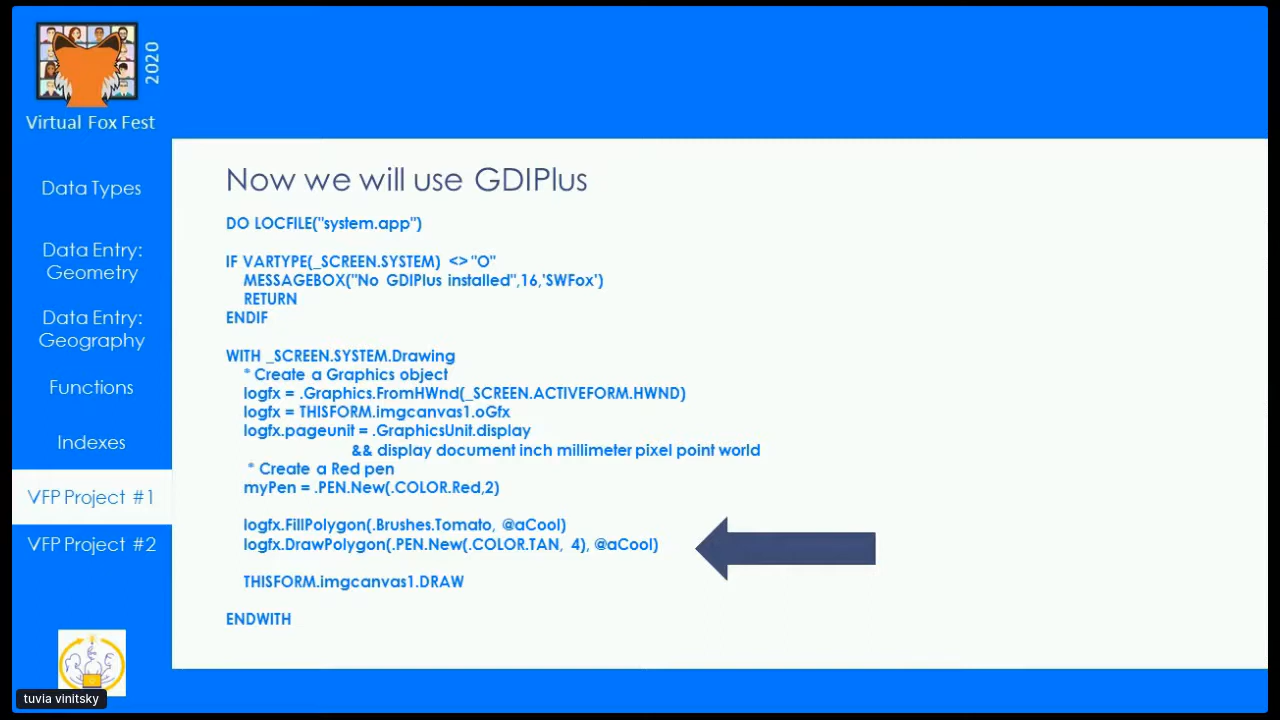 2020
Virtual Fox Fest
Data Types
Data Entry:
Geometry
Data Entry:
Geography
Functions
Indexes
VFP Project #1
VFP Project #2
tuvia vinitsky
Now we will use GDIPlus
DO LOCFILE("system.app")
IF VARTYPE(_SCREEN.SYSTEM) <> "O"
MESSAGEBOX("No GDIPlus installed",16,'SWFox')
RETURN
ENDIF
WITH _SCREEN.SYSTEM.Drawing
* Create a Graphics object
logfx = .Graphics.FromHWnd(_SCREEN.ACTIVEFORM.HWND)
logfx = THISFORM.imgcanvas1.oGfx
logfx.pageunit = .GraphicsUnit.display
&& display document inch millimeter pixel point world
* Create a Red pen
myPen = .PEN.New(.COLOR.Red,2)
logfx.FillPolygon(.Brushes.Tomato, @aCool)
logfx.DrawPolygon(.PEN.New(.COLOR.TAN, 4), @aCool)
THISFORM.imgcanvas1.DRAW
ENDWITH